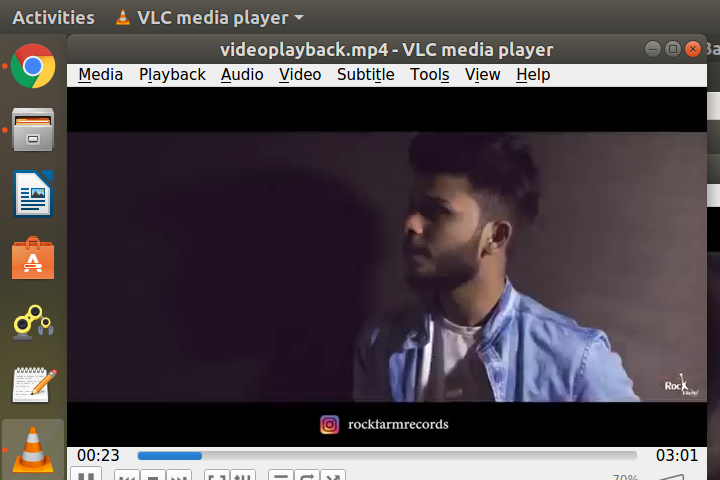 Activities VLC media player
videoplayback.mp4 - VLC media player
Media Playback Audio Video Subtitle Tools View Help
Rock
rockfarmrecords
00:23 03:01
70%